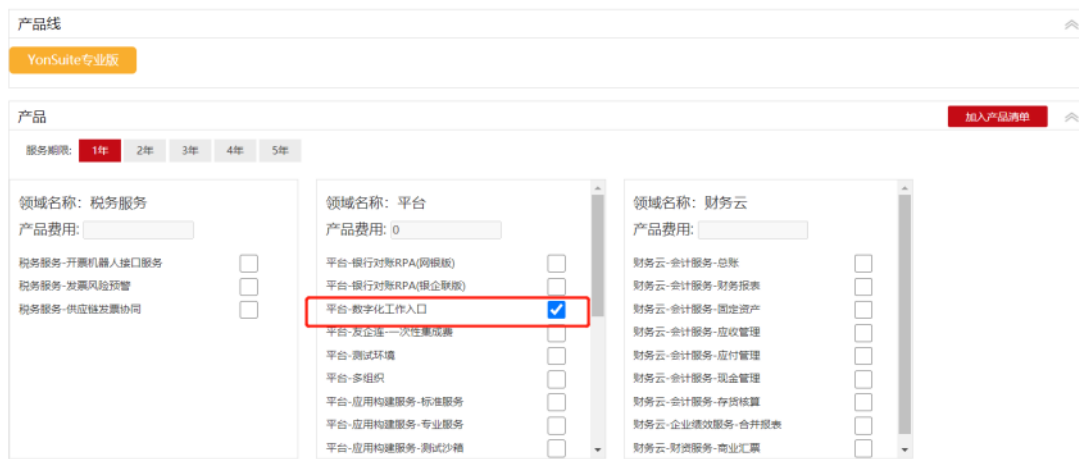 产品线
YonSuite专业版
产品
加入产品清单
服务期限: 1年 2年 3年 4年 5年
领域名称: 税务服务
产品费用:
税务服务-开票机器人接口服务
税务服务-发票风险预警
税务服务-供应链发票协同
领域名称: 平台
产品费用: 0
平台-银行对账RPA(网银版)
平台-银行对账RPA(银企联版)
平台-数字化工作入口
平台-友企连-一次性集成费
平台-测试环境
平台-多组织
平台-应用构建服务-标准服务
平台-应用构建服务-专业服务
平台-应用构建服务-测试沙箱
领域名称: 财务云
产品费用:
财务云-会计服务-总账
财务云-会计服务-财务报表
财务云-会计服务-固定资产
财务云-会计服务-应收管理
财务云-会计服务-应付管理
财务云-会计服务-现金管理
财务云-会计服务-存货核算
财务云-企业绩效服务-合并报表
财务云-财资服务-商业汇票